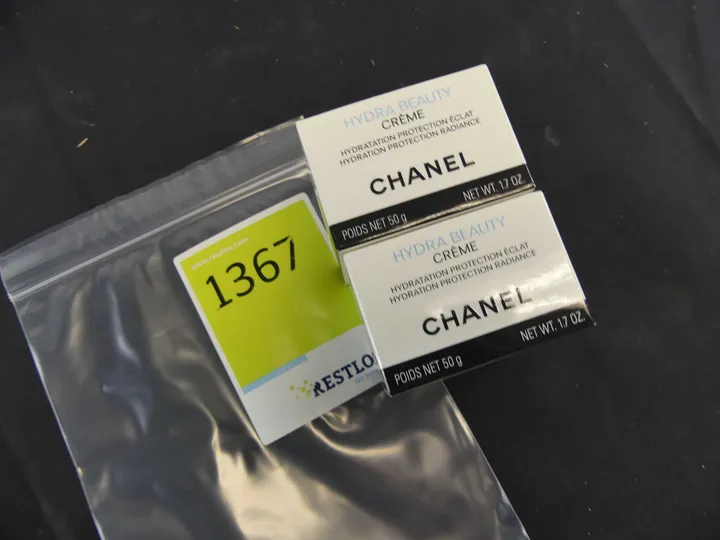 HYDRA BEAUTY
CRÈME
HYDRATATION PROTECTION ÉCLAT
HYDRATION PROTECTION RADIANCE
CHANEL
POIDS NET 50 g
NET WT. 1.7 OZ.
HYDRA BEAUTY
CRÈME
HYDRATATION PROTECTION ÉCLAT
HYDRATION PROTECTION RADIANCE
CHANEL
POIDS NET 50 g
NET WT. 1.7 OZ.
1367
RESTLO